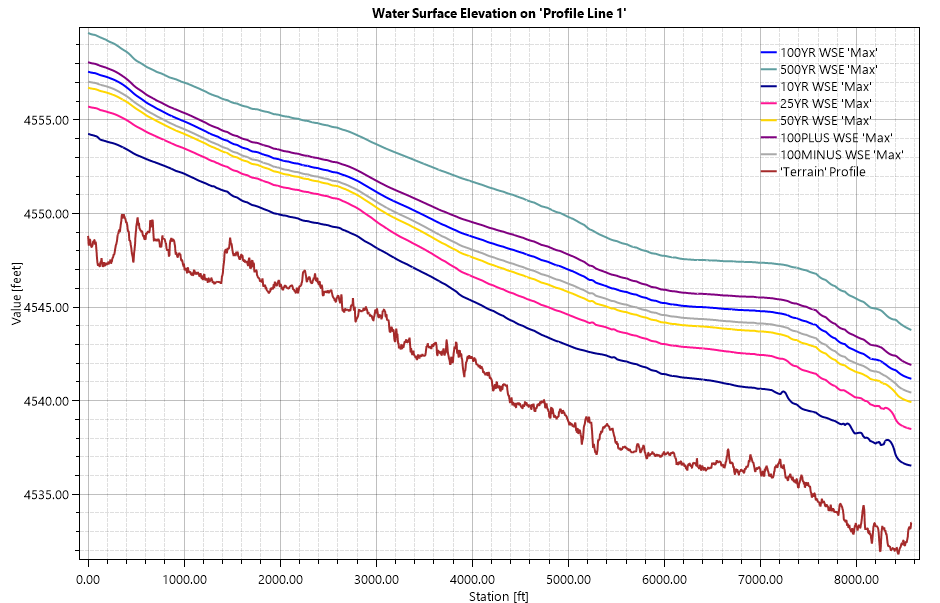 Water Surface Elevation on 'Profile Line 1'
100YR WSE 'Max'
500YR WSE 'Max'
10YR WSE 'Max'
25YR WSE 'Max'
50YR WSE 'Max'
100PLUS WSE 'Max'
100MINUS WSE 'Max'
'Terrain' Profile
Value [feet]
4555.00
4550.00
4545.00
4540.00
4535.00
0.00 1000.00 2000.00 3000.00 4000.00 5000.00 6000.00 7000.00 8000.00
Station [ft]